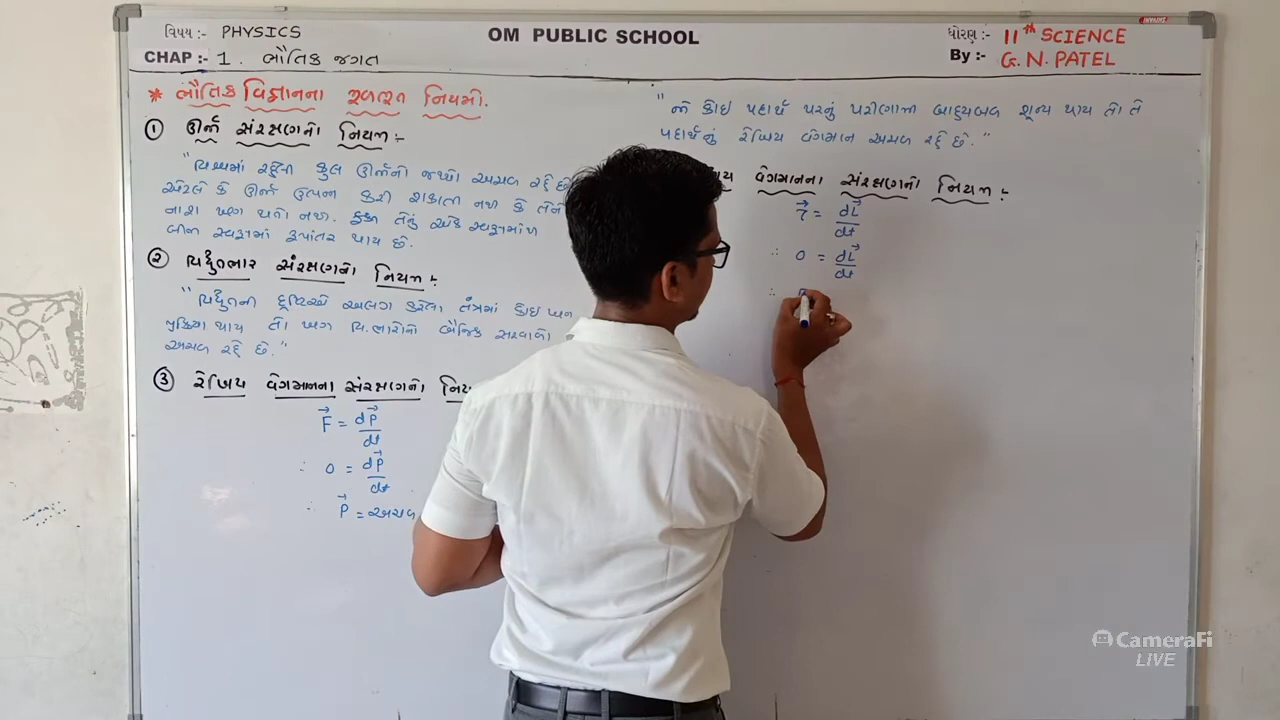 વિષય:- PHYSICS
OM PUBLIC SCHOOL
ધોરણ:- 11th SCIENCE
CHAP:- 1. ભૌતિક જગત
By:- G. N. PATEL
* ભૌતિક વિજ્ઞાનના મૂળભૂત નિયમો.
① ઊર્જા સંરક્ષણનો નિયમ:-
"વિશ્વમાં રહેલી કુલ ઊર્જાનો જથ્થો અચળ રહે છે
એટલે કે ઊર્જા ઉત્પન્ન કરી શકાતી નથી કે તેનો
નાશ પણ થતો નથી. ફક્ત તેનું એક સ્વરૂપમાંથી
બીજા સ્વરૂપમાં રૂપાંતર થાય છે.
② વિદ્યુતભાર સંરક્ષણનો નિયમ:-
"વિદ્યુતની દૃષ્ટિએ અલગ કરેલા તંત્રમાં કોઇ પણ
પ્રક્રિયા થાય તો પણ વિ.ભારોનો બૈજિક સરવાળો
અચળ રહે છે."
③ રેખિય વેગમાનના સંરક્ષણનો
F⃗ = dP⃗/dt
∴ 0 = dP⃗/dt
∴ P⃗ = અચળ
"જો કોઇ પદાર્થ પરનું પરિણામી બાહ્યબળ શૂન્ય થાય તો તે
પદાર્થનું રેખિય વેગમાન અચળ રહે છે."
વેગમાનના સંરક્ષણનો નિયમ:-
τ⃗ = dL⃗/dt
∴ 0 = dL⃗/dt
∴
CameraFi
LIVE